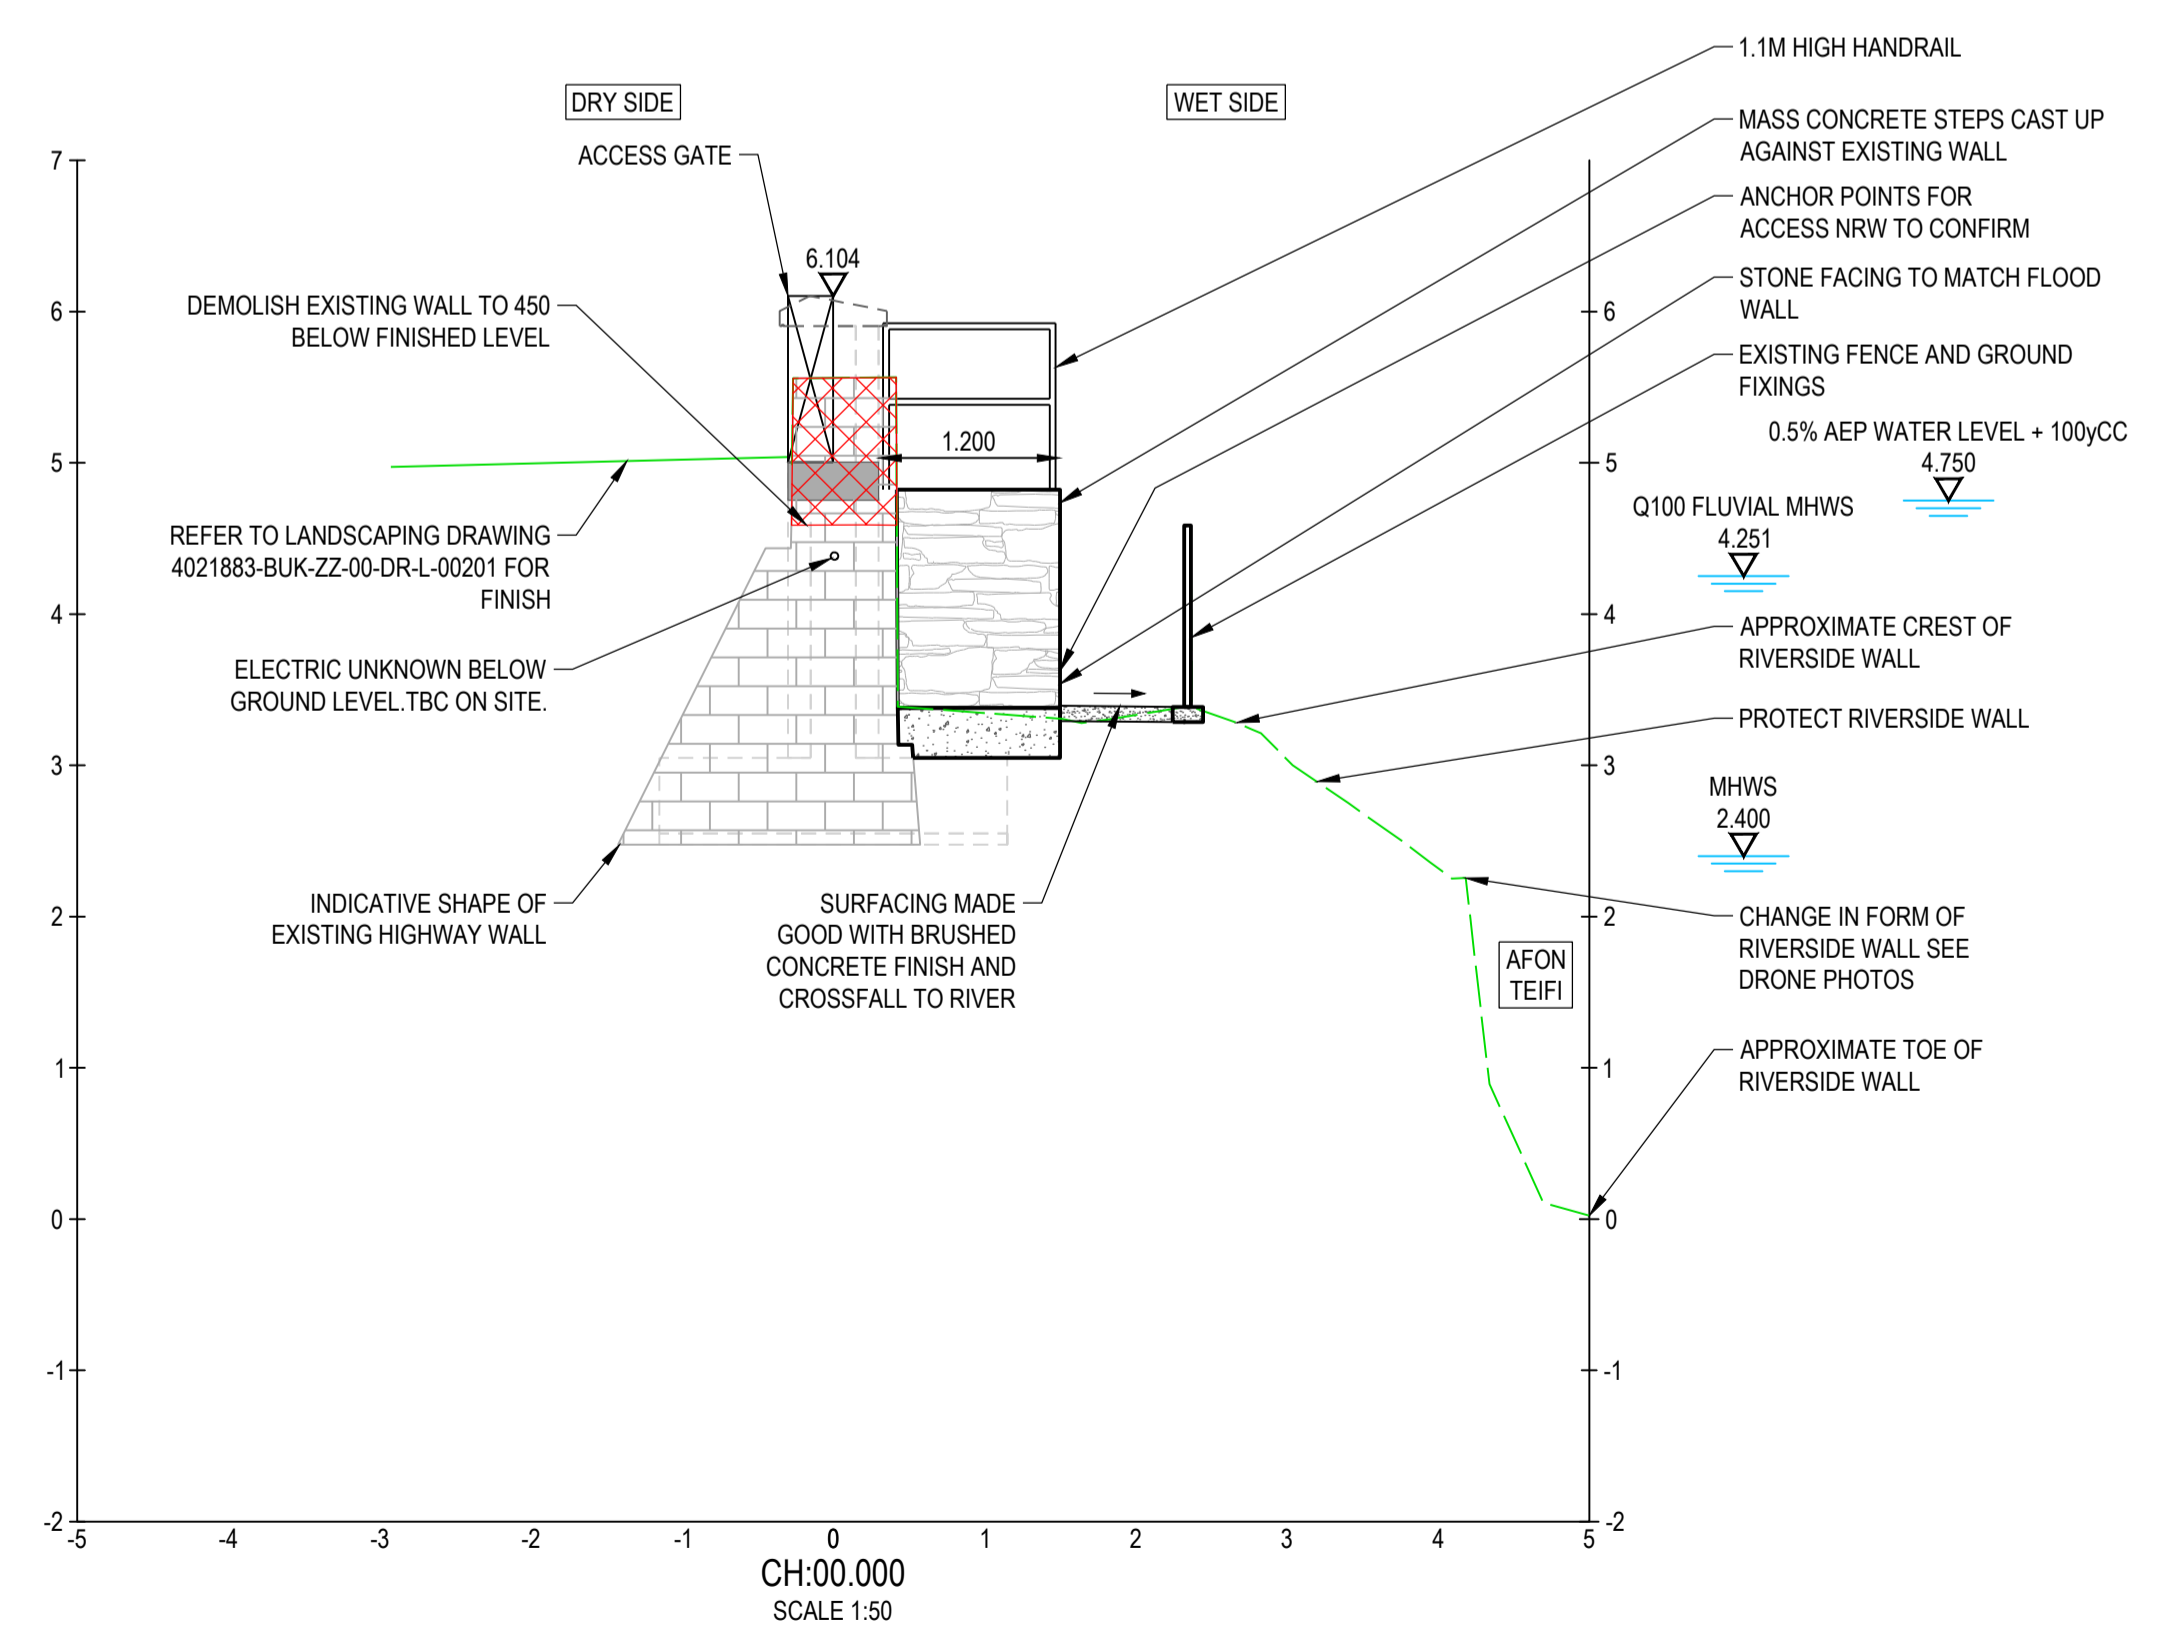 DRY SIDE
WET SIDE
ACCESS GATE
6.104
DEMOLISH EXISTING WALL TO 450
BELOW FINISHED LEVEL
REFER TO LANDSCAPING DRAWING
4021883-BUK-ZZ-00-DR-L-00201 FOR
FINISH
ELECTRIC UNKNOWN BELOW
GROUND LEVEL.TBC ON SITE.
INDICATIVE SHAPE OF
EXISTING HIGHWAY WALL
1.200
SURFACING MADE
GOOD WITH BRUSHED
CONCRETE FINISH AND
CROSSFALL TO RIVER
1.1M HIGH HANDRAIL
MASS CONCRETE STEPS CAST UP
AGAINST EXISTING WALL
ANCHOR POINTS FOR
ACCESS NRW TO CONFIRM
STONE FACING TO MATCH FLOOD
WALL
EXISTING FENCE AND GROUND
FIXINGS
0.5% AEP WATER LEVEL + 100yCC
4.750
Q100 FLUVIAL MHWS
4.251
APPROXIMATE CREST OF
RIVERSIDE WALL
PROTECT RIVERSIDE WALL
MHWS
2.400
CHANGE IN FORM OF
RIVERSIDE WALL SEE
DRONE PHOTOS
AFON
TEIFI
APPROXIMATE TOE OF
RIVERSIDE WALL
7
6
5
4
3
2
1
0
-1
-2
6
5
4
3
2
1
0
-1
-2
-5 -4 -3 -2 -1 0 1 2 3 4 5
CH:00.000
SCALE 1:50